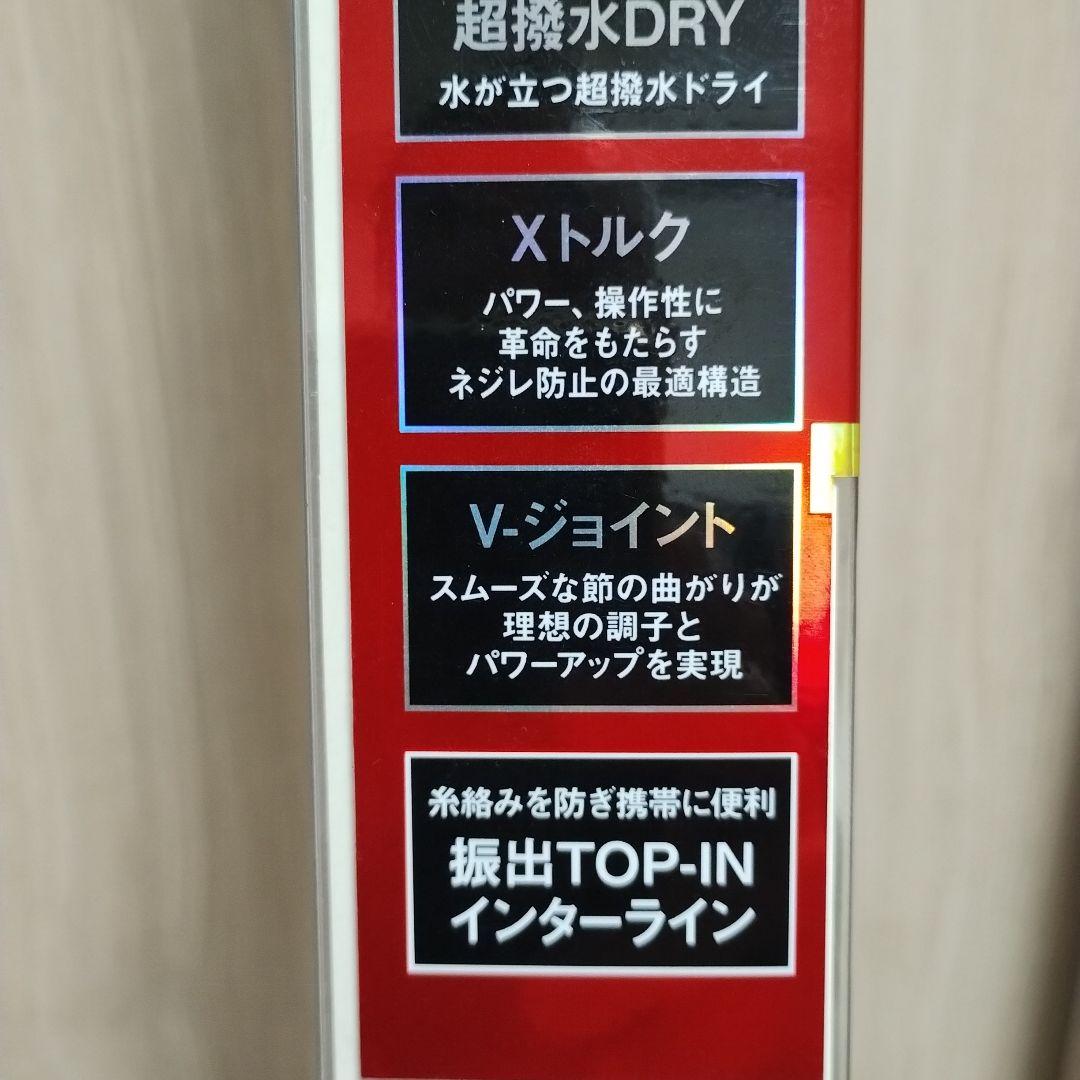 超撥水DRY
水が立つ超撥水ドライ
Xトルク
パワー、操作性に
革命をもたらす
ネジレ防止の最適構造
V-ジョイント
スムーズな節の曲がりが
理想の調子と
パワーアップを実現
糸絡みを防ぎ携帯に便利
振出TOP-IN
インターライン